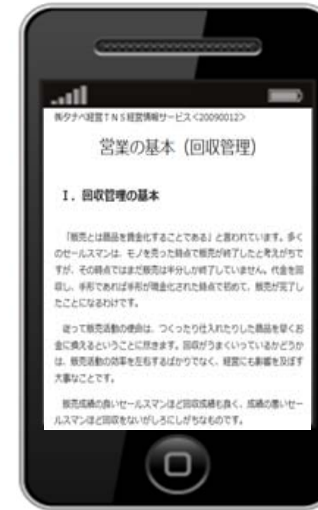 ㈱タナベ経営TNS経営情報サービス<20090012>
営業の基本（回収管理）
Ⅰ．回収管理の基本
「販売とは商品を資金化することである」と言われています。多く
のセールスマンは、モノを売った時点で販売が終了したと考えがちで
すが、その時点ではまだ販売は半分しか終了していません。代金を回
収し、手形であれば手形が現金化された時点で初めて、販売が完了し
たことになるわけです。
従って販売活動の使命は、つくったり仕入れたりした商品を早くお
金に換えるということに尽きます。回収がうまくいっているかどうか
は、販売活動の効率を左右するばかりでなく、経営にも影響を及ぼす
大事なことです。
販売成績の良いセールスマンほど回収成績も良く、成績の悪いセー
ルスマンほど回収をないがしろにしがちなものです。